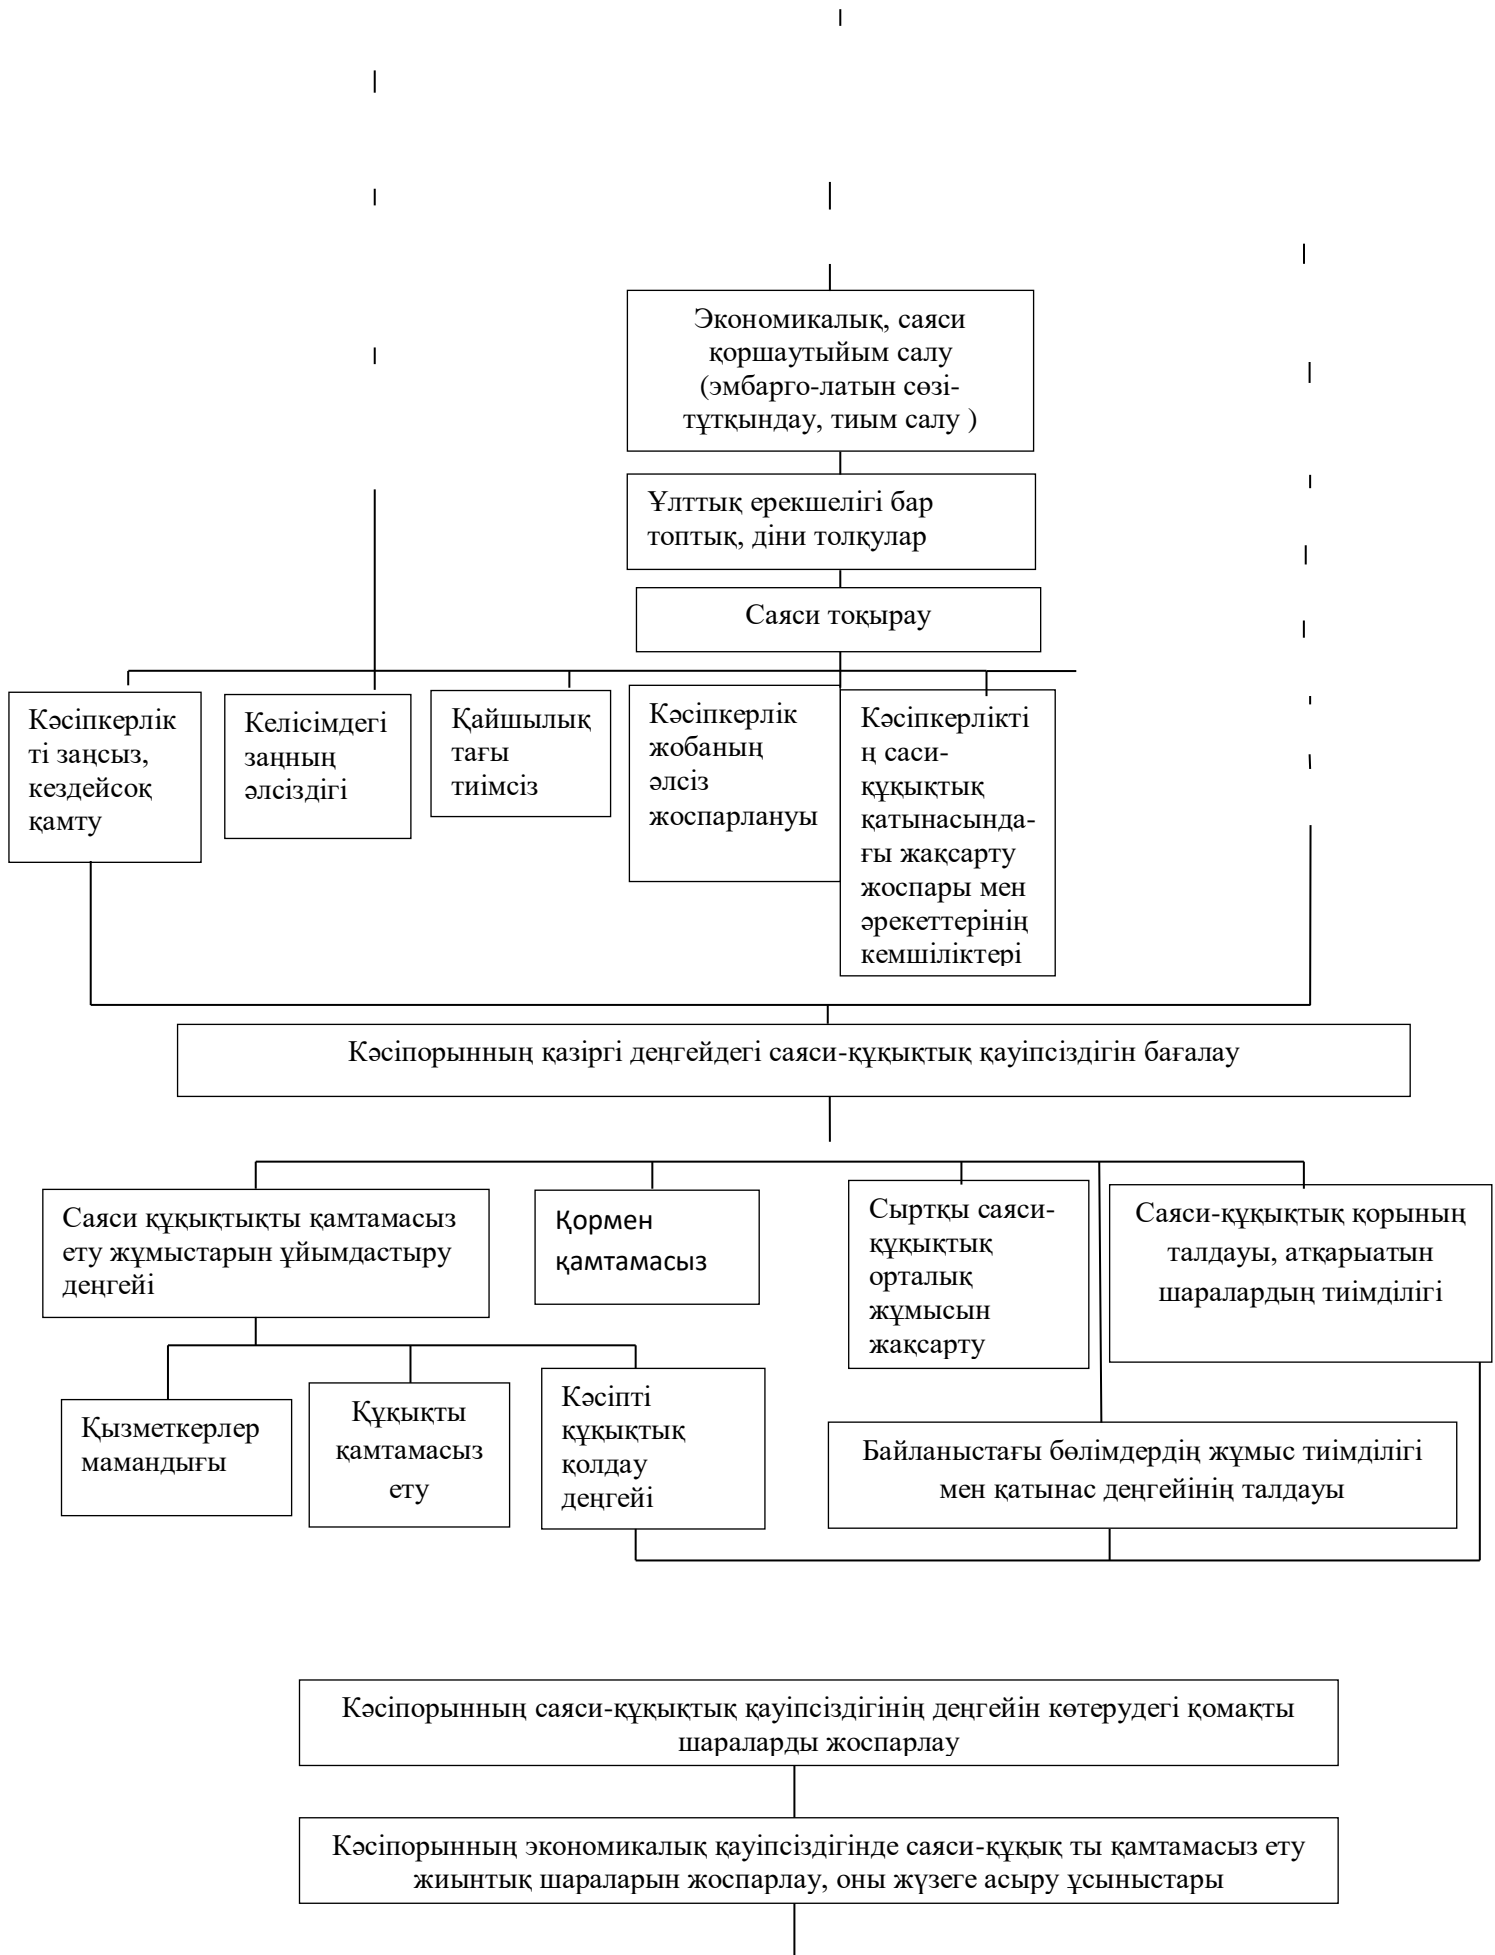 Экономикалық, саяси
қоршаутыйым салу
(эмбарго-латын сөзі-
тұтқындау, тиым салу )
Ұлттық ерекшелігі бар
топтық, діни толқулар
Саяси тоқырау
Кәсіпкерлік
ті заңсыз,
кездейсоқ
қамту
Келісімдегі
заңның
әлсіздігі
Қайшылық
тағы
тиімсіз
Кәсіпкерлік
жобаның
әлсіз
жоспарлануы
Кәсіпкерлікті
ң саси-
құқықтық
қатынасында-
ғы жақсарту
жоспары мен
әрекеттерінің
кемшіліктері
Кәсіпорынның қазіргі деңгейдегі саяси-құқықтық қауіпсіздігін бағалау
Саяси құқықтықты қамтамасыз
ету жұмыстарын ұйымдастыру
деңгейі
Қормен
қамтамасыз
Сыртқы саяси-
құқықтық
орталық
жұмысын
жақсарту
Саяси-құқықтық қорының
талдауы, атқарыатын
шаралардың тиімділігі
Қызметкерлер
мамандығы
Құқықты
қамтамасыз
ету
Кәсіпті
құқықтық
қолдау
деңгейі
Байланыстағы бөлімдердің жұмыс тиімділігі
мен қатынас деңгейінің талдауы
Кәсіпорынның саяси-құқықтық қауіпсіздігінің деңгейін көтерудегі қомақты
шараларды жоспарлау
Кәсіпорынның экономикалық қауіпсіздігінде саяси-құқық ты қамтамасыз ету
жиынтық шараларын жоспарлау, оны жүзеге асыру ұсыныстары